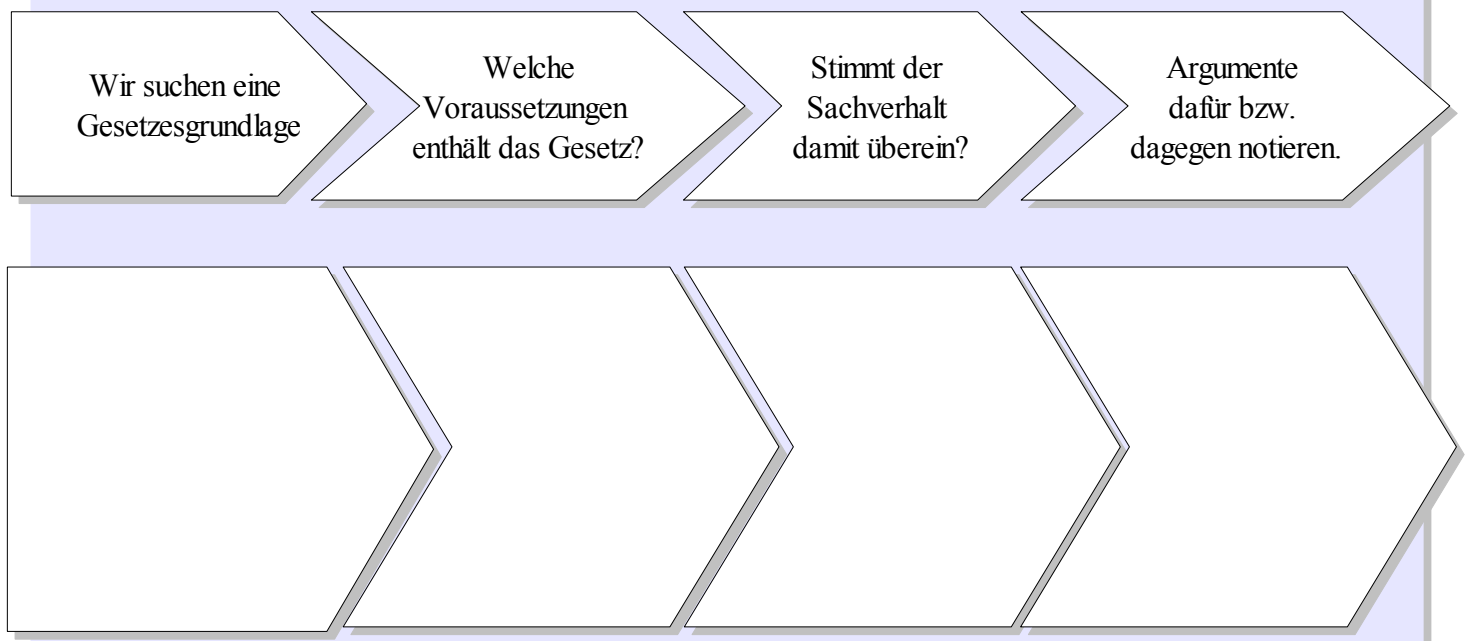 Wir suchen eine
Gesetzesgrundlage
Welche
Voraussetzungen
enthält das Gesetz?
Stimmt der
Sachverhalt
damit überein?
Argumente
dafür bzw.
dagegen notieren.